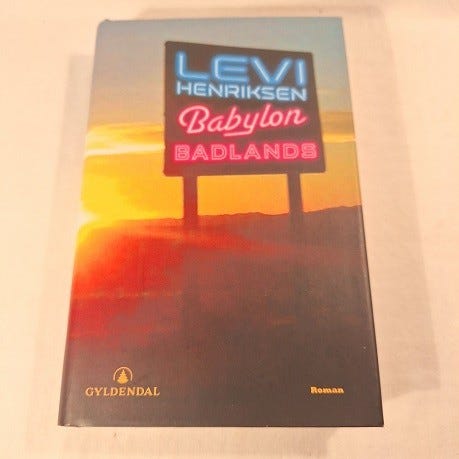 LEVI
HENRIKSEN
Babylon
BADLANDS
GYLDENDAL
Roman